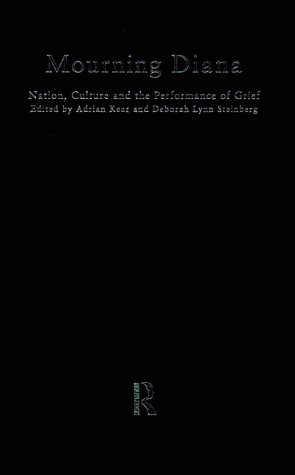 Mourning Diana
Nation, Culture and the Performance of Grief
Edited by Adrian Kear and Deborah Lynn Steinberg
R